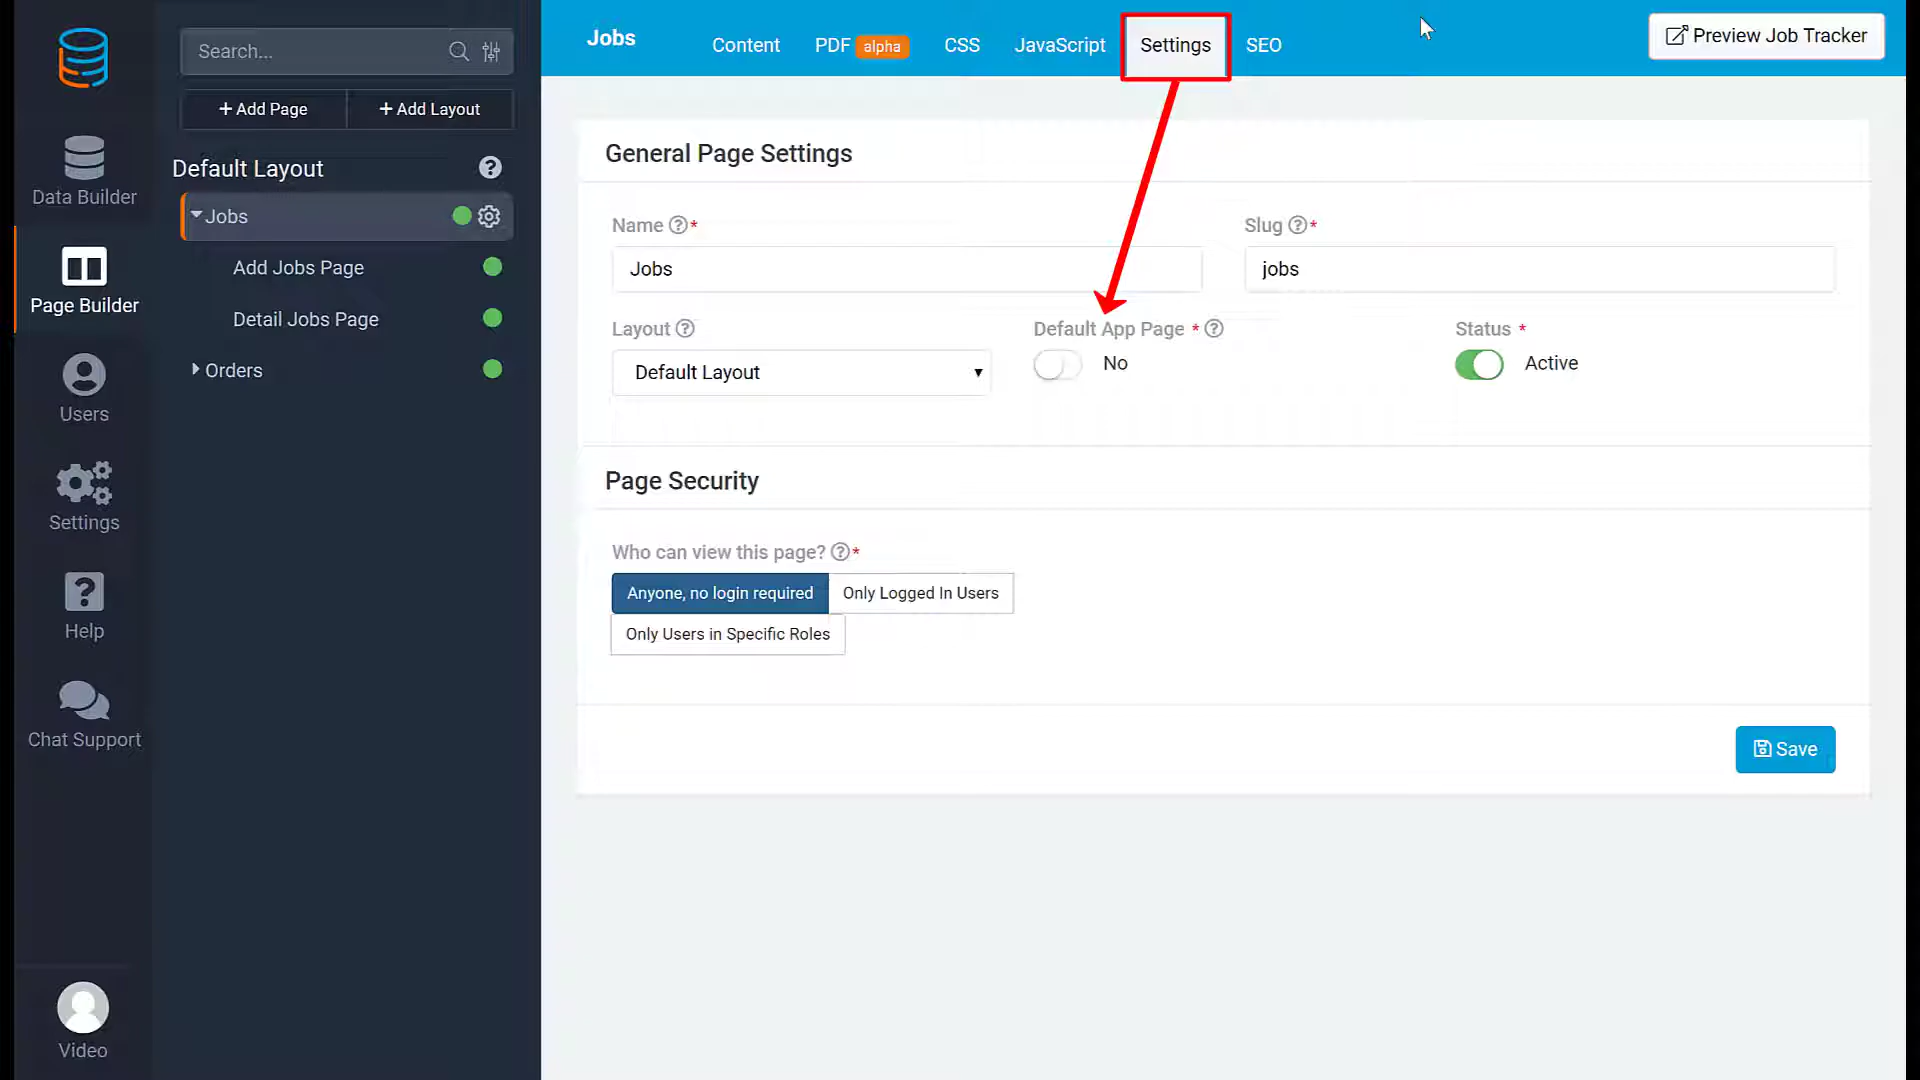 Search...
+ Add Page
+ Add Layout
Default Layout
?
Jobs
Add Jobs Page
Detail Jobs Page
Orders
Data Builder
Page Builder
Users
Settings
?
Help
Chat Support
Video
Jobs
Content
PDF alpha
CSS
JavaScript
Settings
SEO
Preview Job Tracker
General Page Settings
Name ? *
Jobs
Slug ? *
jobs
Layout ?
Default Layout
Default App Page * ?
No
Status *
Active
Page Security
Who can view this page? ? *
Anyone, no login required
Only Logged In Users
Only Users in Specific Roles
Save